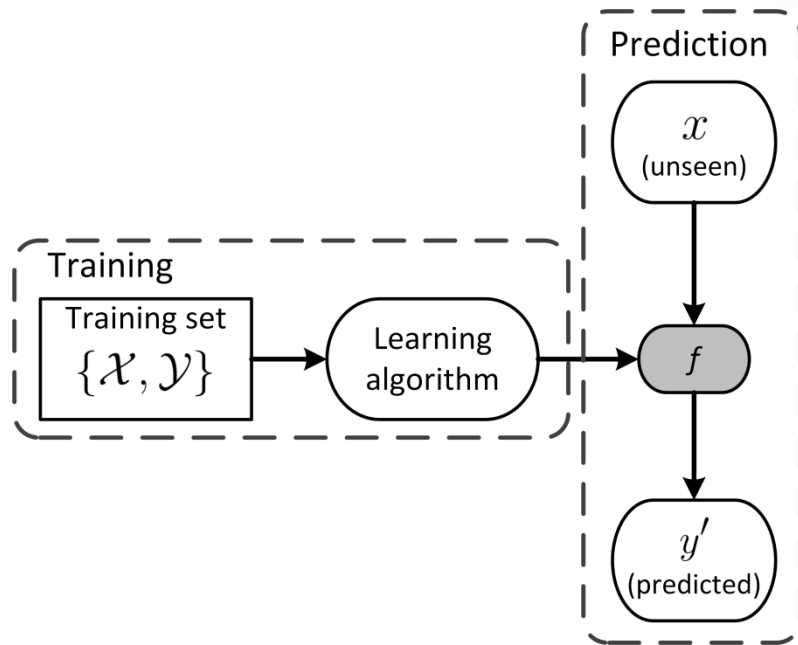 Prediction
x
(unseen)
Training
Training set
{𝒳, 𝒴}
Learning
algorithm
f
y′
(predicted)